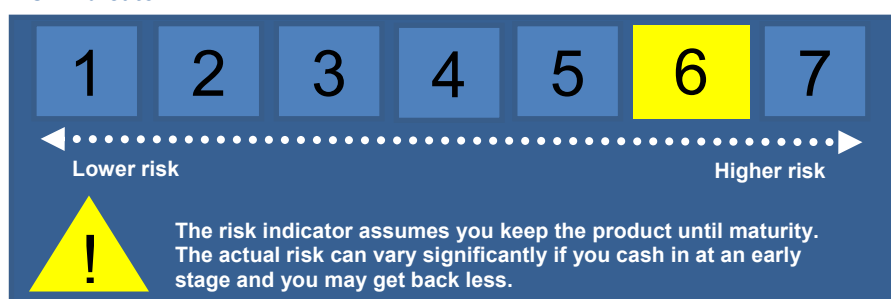 1 2 3 4 5 6 7
Lower risk Higher risk
! The risk indicator assumes you keep the product until maturity.
The actual risk can vary significantly if you cash in at an early
stage and you may get back less.